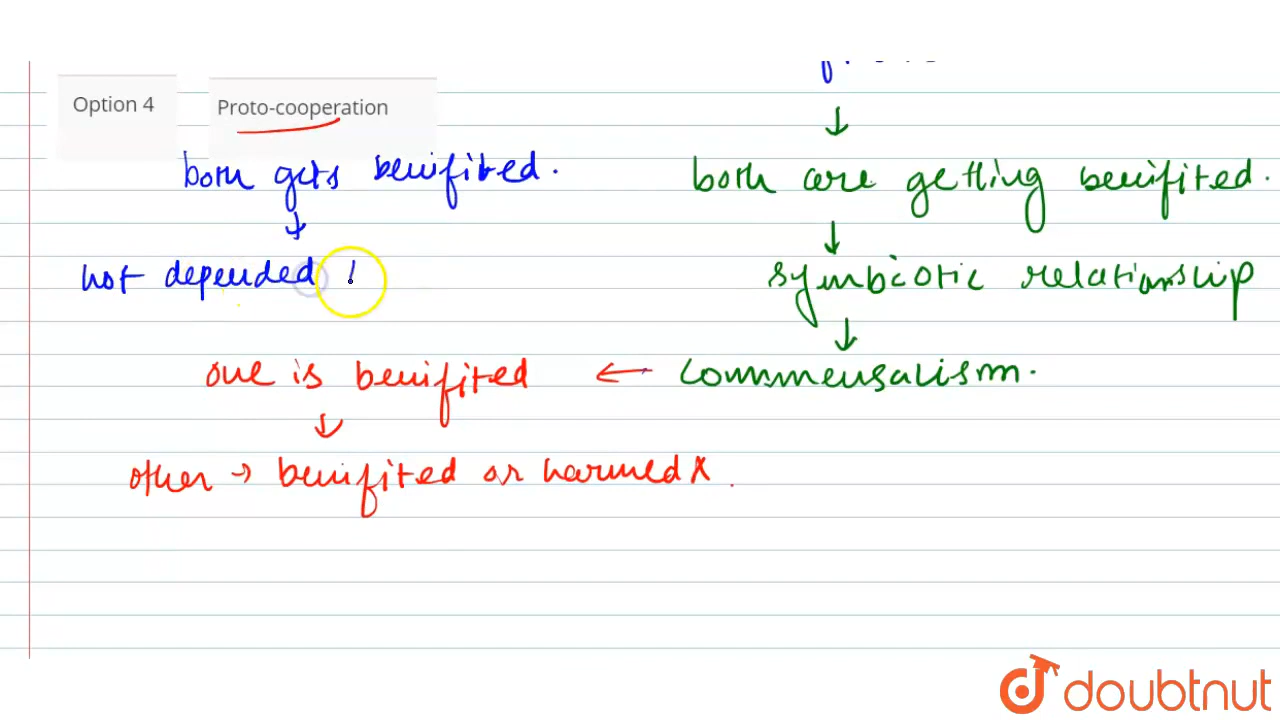 Option 4 Proto-cooperation
both gets benifited.
both are getting benifited.
not depended
symbiotic relationship
one is benifited ← commensalism.
other → benifited or harmed X.
doubtnut